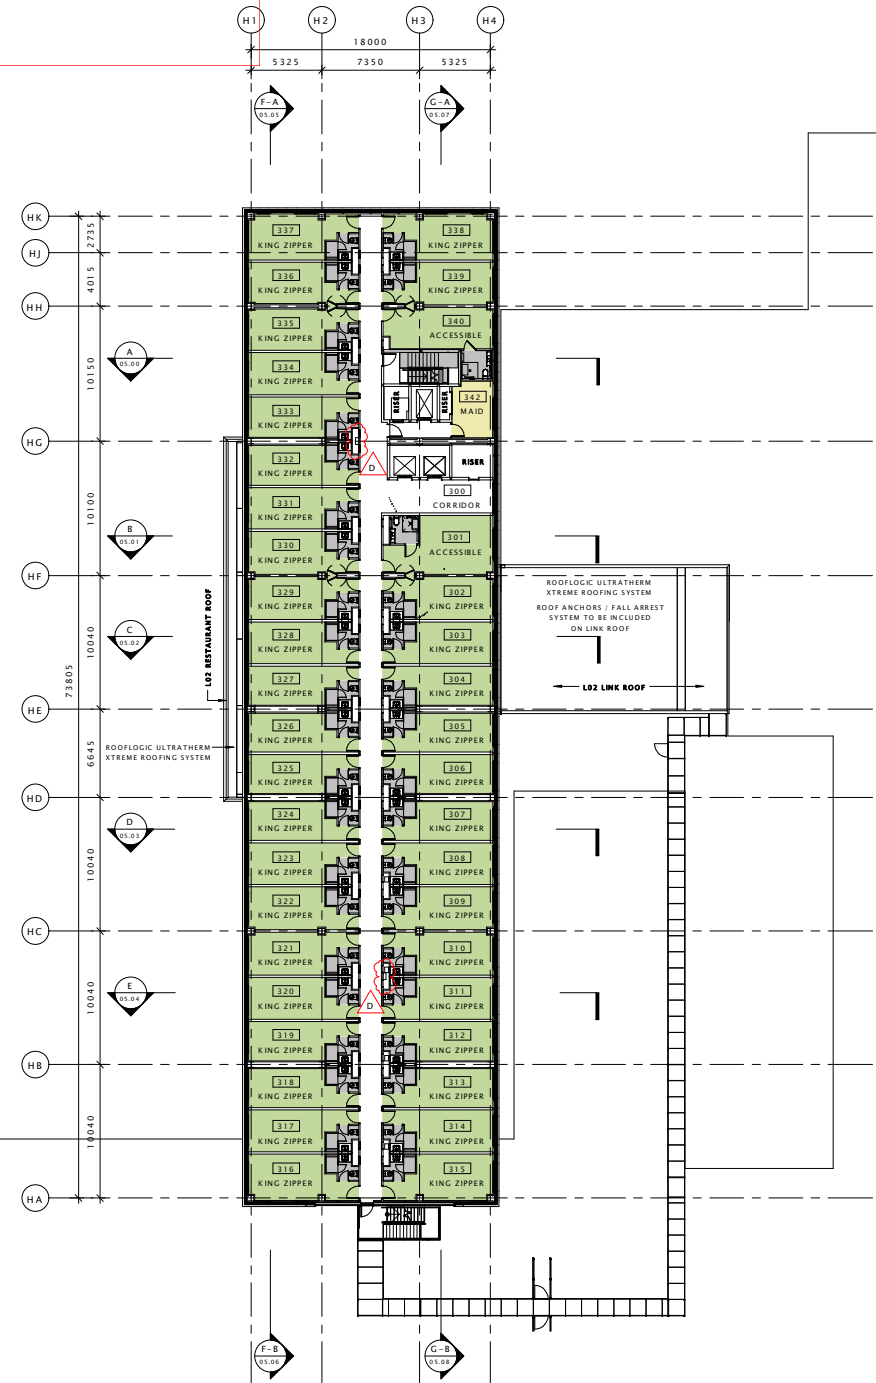 H1 H2 H3 H4
18000
5325 7350 5325
F-A
05.05
G-A
05.07
HK
2735
HJ
4015
HH
10150
HG
10100
HF
10040
HE
6645
HD
10040
HC
10040
HB
10040
HA
73805
A
05.00
B
05.01
C
05.02
D
05.03
E
05.04
337
KING ZIPPER
338
KING ZIPPER
336
KING ZIPPER
339
KING ZIPPER
335
KING ZIPPER
340
ACCESSIBLE
334
KING ZIPPER
333
KING ZIPPER
RISER
RISER
342
MAID
332
KING ZIPPER
D
RISER
331
KING ZIPPER
300
CORRIDOR
330
KING ZIPPER
301
ACCESSIBLE
329
KING ZIPPER
302
KING ZIPPER
328
KING ZIPPER
303
KING ZIPPER
327
KING ZIPPER
304
KING ZIPPER
326
KING ZIPPER
305
KING ZIPPER
325
KING ZIPPER
306
KING ZIPPER
324
KING ZIPPER
307
KING ZIPPER
323
KING ZIPPER
308
KING ZIPPER
322
KING ZIPPER
309
KING ZIPPER
321
KING ZIPPER
310
KING ZIPPER
320
KING ZIPPER
311
KING ZIPPER
D
319
KING ZIPPER
312
KING ZIPPER
318
KING ZIPPER
313
KING ZIPPER
317
KING ZIPPER
314
KING ZIPPER
316
KING ZIPPER
315
KING ZIPPER
L02 RESTAURANT ROOF
ROOFLOGIC ULTRATHERM
XTREME ROOFING SYSTEM
ROOFLOGIC ULTRATHERM
XTREME ROOFING SYSTEM
ROOF ANCHORS / FALL ARREST
SYSTEM TO BE INCLUDED
ON LINK ROOF
L02 LINK ROOF
F-B
05.06
G-B
05.08